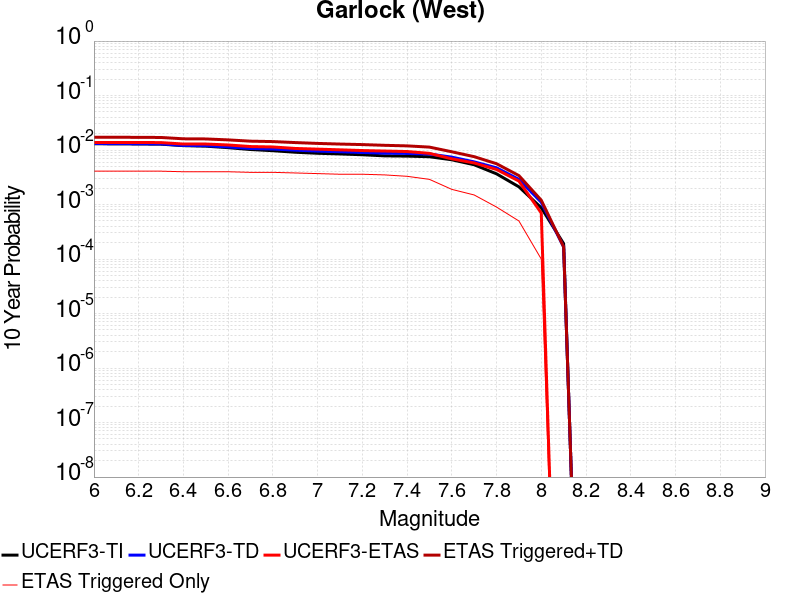 Garlock (West)
10^0
10^-1
10^-2
10^-3
10^-4
10^-5
10^-6
10^-7
10^-8
10 Year Probability
6 6.2 6.4 6.6 6.8 7 7.2 7.4 7.6 7.8 8 8.2 8.4 8.6 8.8 9
Magnitude
UCERF3-TI UCERF3-TD UCERF3-ETAS ETAS Triggered+TD
ETAS Triggered Only